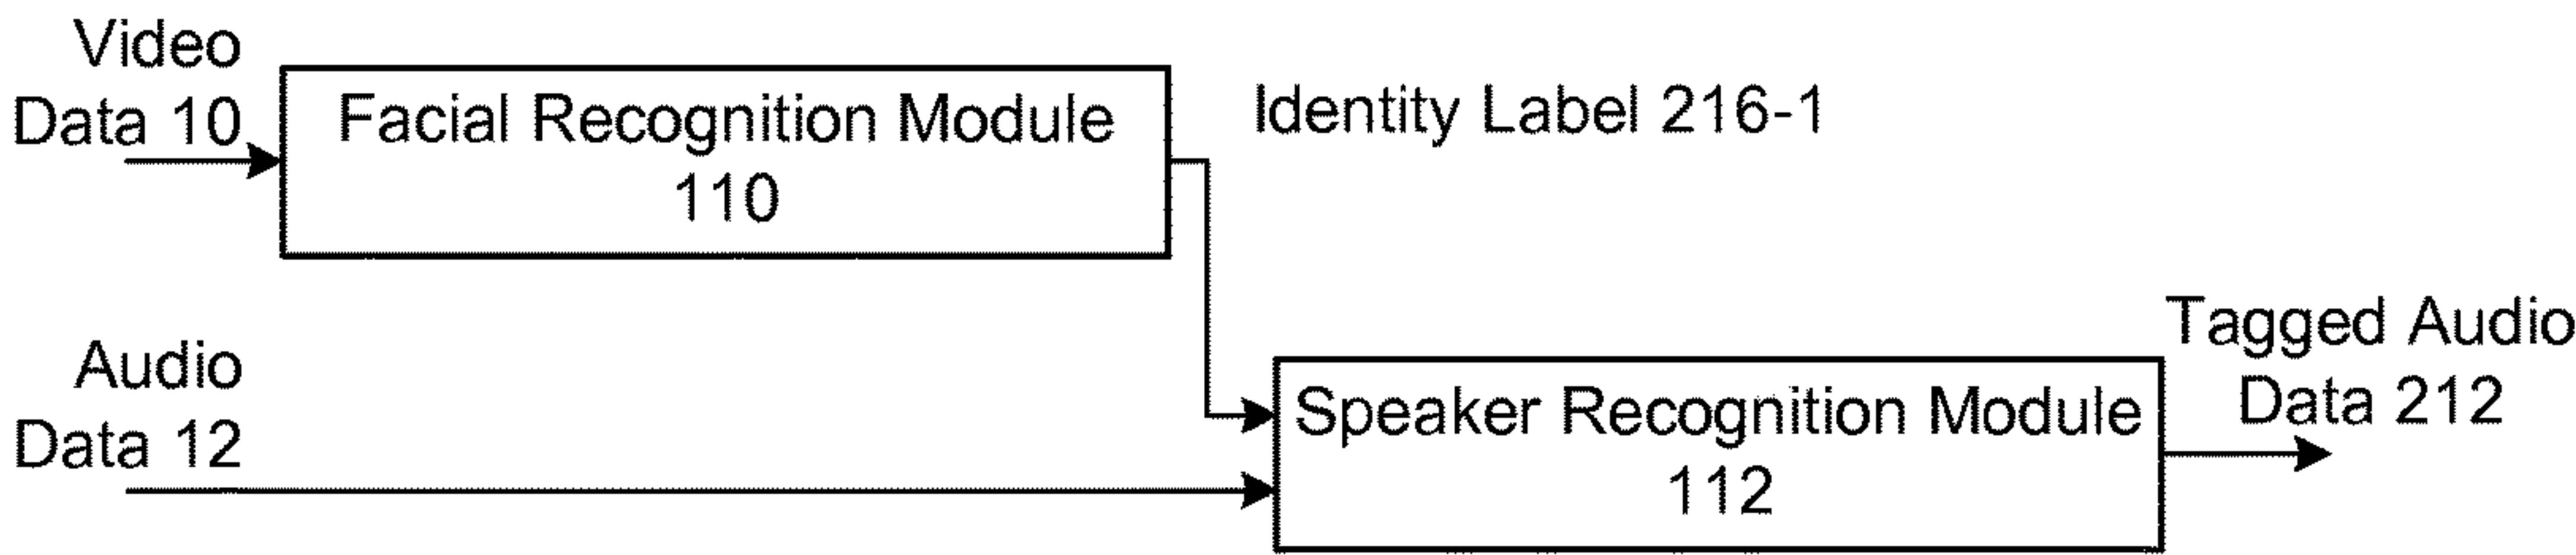 Video
Data 10
Facial Recognition Module
110
Identity Label 216-1
Audio
Data 12
Speaker Recognition Module
112
Tagged Audio
Data 212